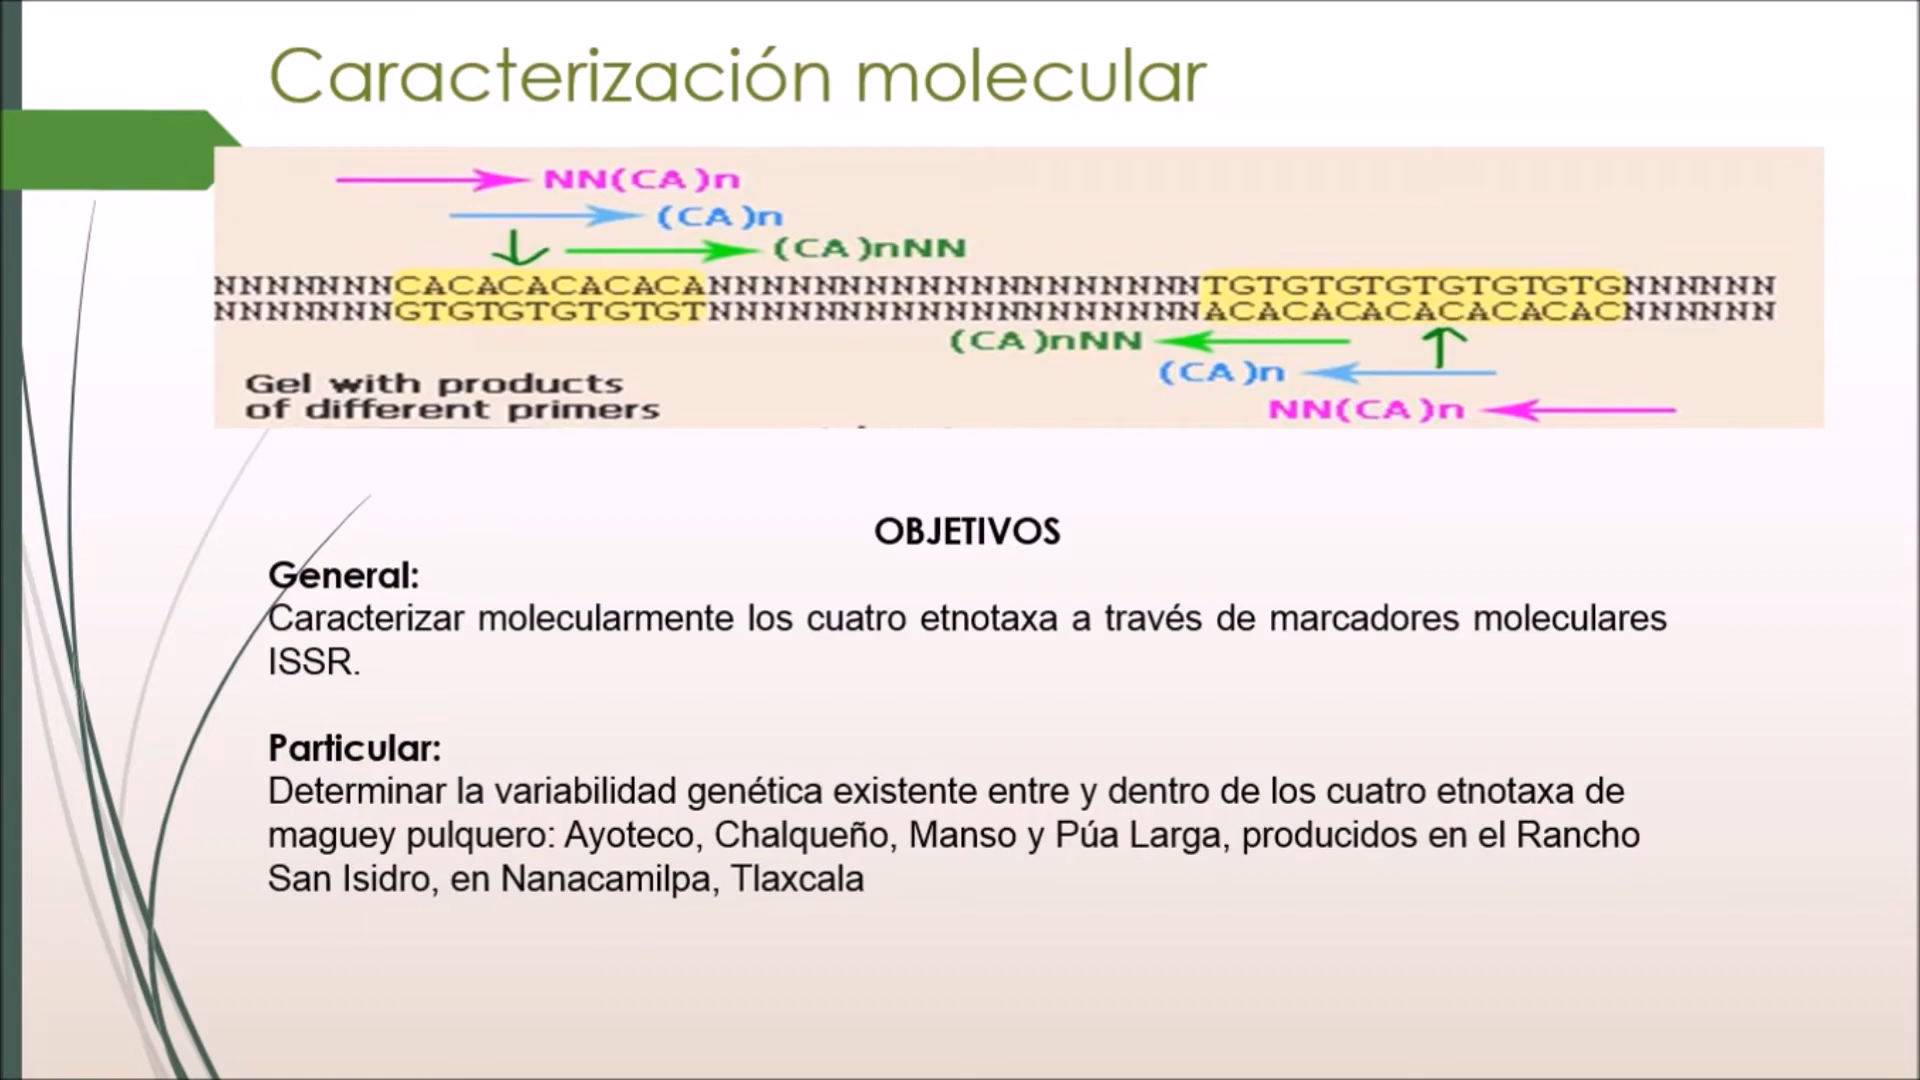 Caracterización molecular
NN(CA)n
(CA)n
(CA)nNN
NNNNNNNCACACACACACANNNNNNNNNNNNNNNNNNNTGTGTGTGTGTGTGTGNNNNNN
NNNNNNNGTGTGTGTGTGTNNNNNNNNNNNNNNNNNNNACACACACACACACACNNNNNN
(CA)nNN
(CA)n
NN(CA)n
Gel with products
of different primers
OBJETIVOS
General:
Caracterizar molecularmente los cuatro etnotaxa a través de marcadores moleculares
ISSR.
Particular:
Determinar la variabilidad genética existente entre y dentro de los cuatro etnotaxa de
maguey pulquero: Ayoteco, Chalqueño, Manso y Púa Larga, producidos en el Rancho
San Isidro, en Nanacamilpa, Tlaxcala